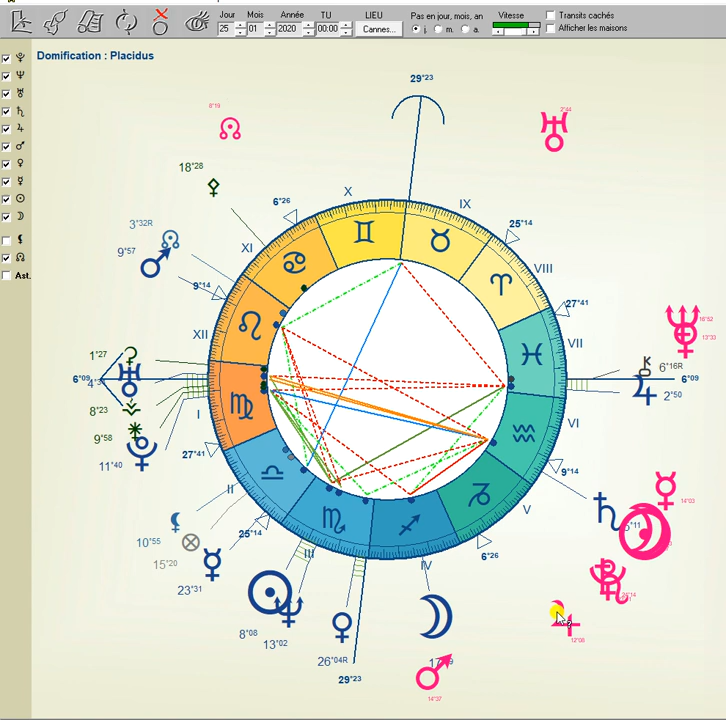 Jour Mois Année TU LIEU Pas en jour, mois, an Vitesse Transits cachés
25 01 2020 00:00 Cannes... j. m. a. Afficher les maisons
Domification : Placidus
29°23
8°18
2°44
18°28
6°26
X
IX
25°14
3°32R
XI
9°57
VIII
9°14
27°41
XII
16°52
VII
13°33
1°27
6°16R
6°09
6°09
2°50
8°23
I
VI
9°58
11°40
27°41
9°14
II
V
14°03
10°55
25°14
6°26
15°20
III
IV
23°31
8°08
13°02
12°08
26°04R
29°23
14°37
Ast.